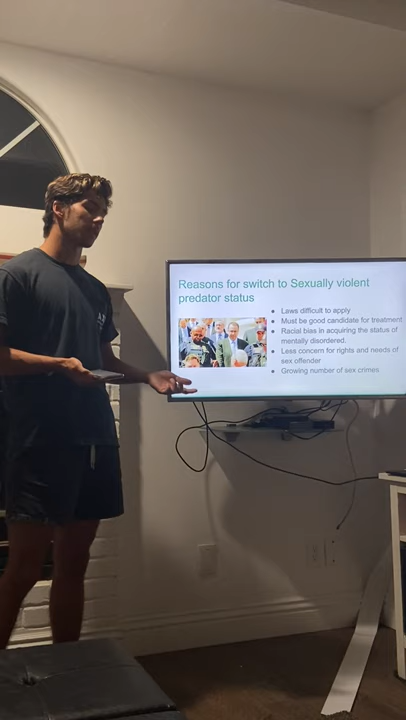 Reasons for switch to Sexually violent
predator status
● Laws difficult to apply
● Must be good candidate for treatment
● Racial bias in acquiring the status of
mentally disordered.
● Less concern for rights and needs of
sex offender
● Growing number of sex crimes